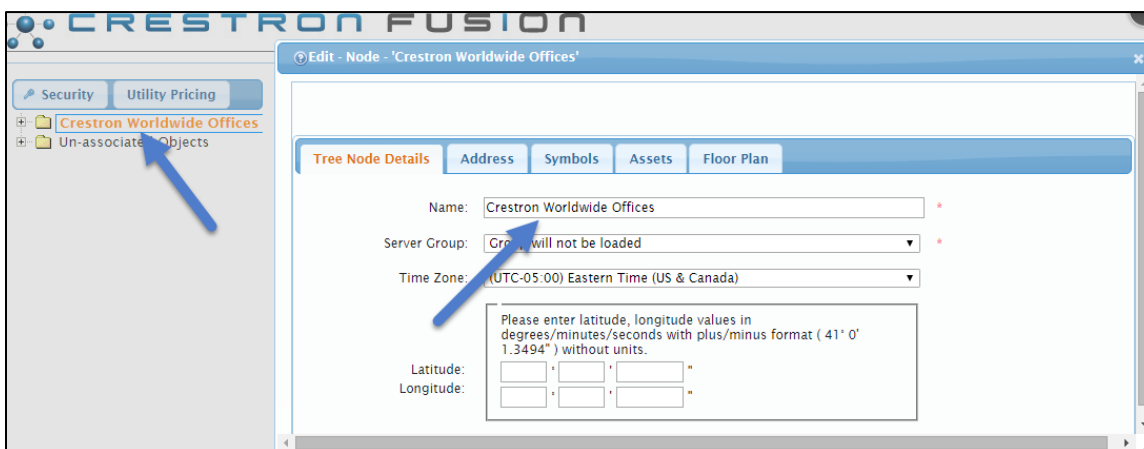 CRESTRON FUSION
Edit - Node - 'Crestron Worldwide Offices'
Security Utility Pricing
Crestron Worldwide Offices
Un-associated Objects
Tree Node Details Address Symbols Assets Floor Plan
Name: Crestron Worldwide Offices *
Server Group: Group will not be loaded *
Time Zone: (UTC-05:00) Eastern Time (US & Canada)
Please enter latitude, longitude values in
degrees/minutes/seconds with plus/minus format ( 41° 0'
1.3494" ) without units.
Latitude: ° ' "
Longitude: ° ' "